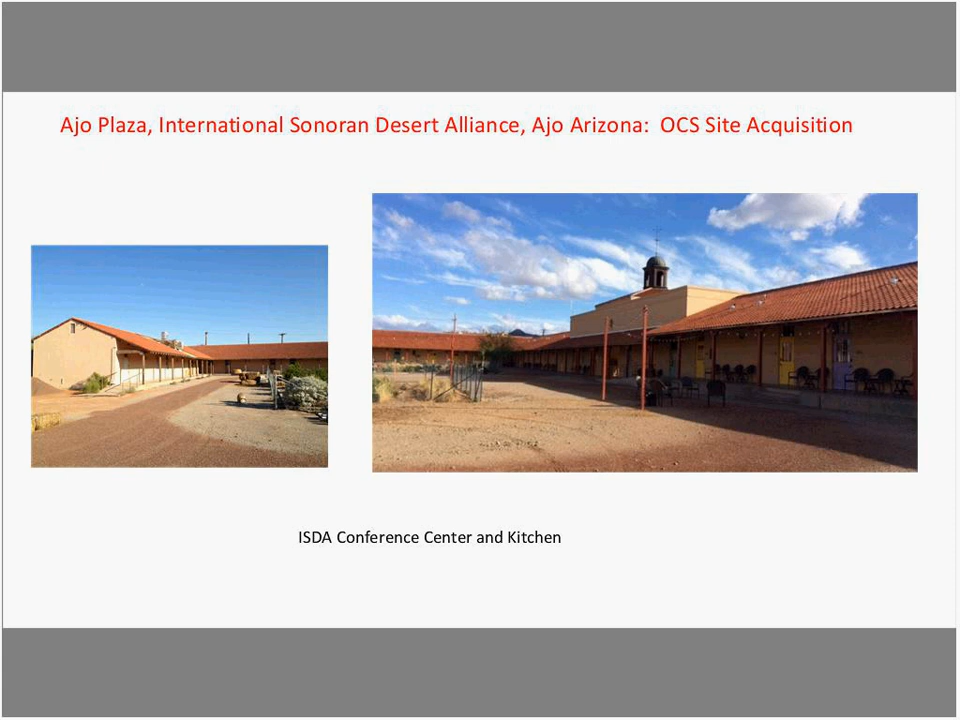 Ajo Plaza, International Sonoran Desert Alliance, Ajo Arizona:  OCS Site Acquisition
ISDA Conference Center and Kitchen